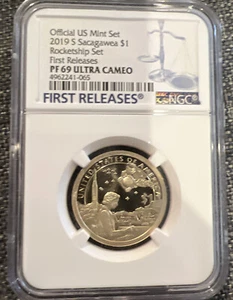 Official US Mint Set
2019 S Sacagawea $1
Rocketship Set
First Releases
PF 69 ULTRA CAMEO
4962241-065
FIRST RELEASES
NGC
UNITED STATES OF AMERICA
$1